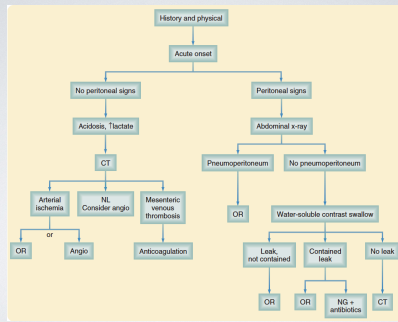 History and physical
Acute onset
No peritoneal signs
Peritoneal signs
Acidosis, ↑lactate
Abdominal x-ray
CT
Pneumoperitoneum
No pneumoperitoneum
Arterial
ischemia
NL
Consider angio
Mesenteric
venous
thrombosis
OR
Water-soluble contrast swallow
or
OR
Angio
Anticoagulation
Leak,
not contained
Contained
leak
No leak
OR
OR
NG +
antibiotics
CT